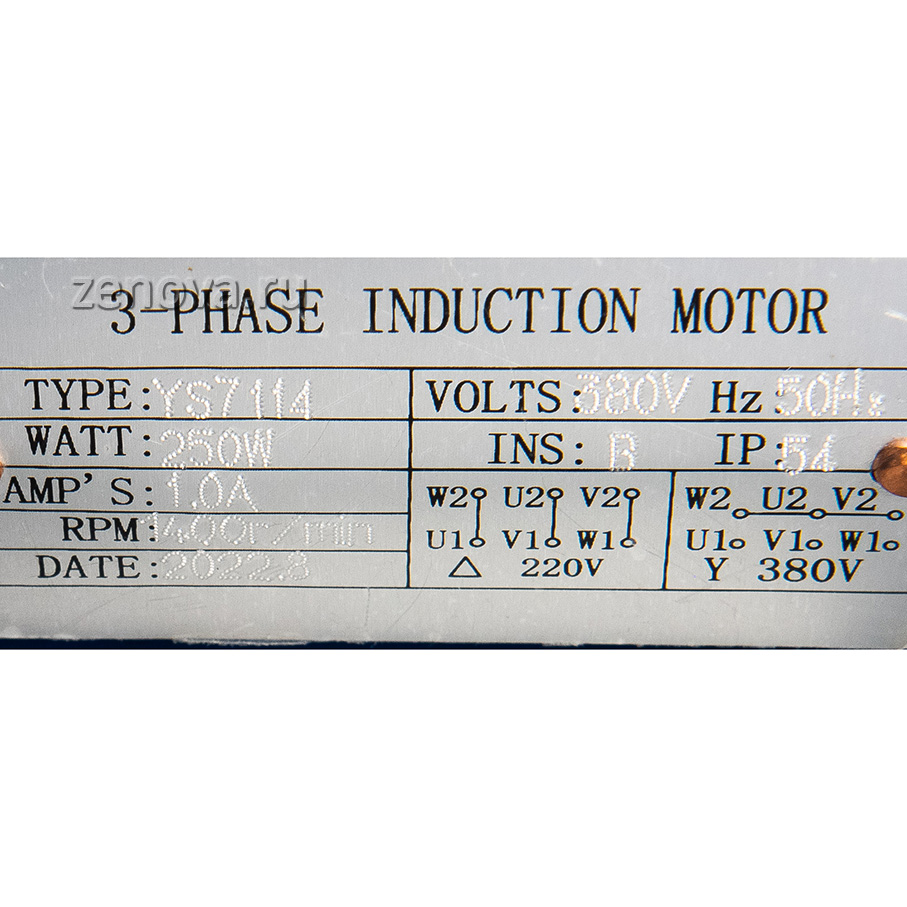 zenova.ru
3-PHASE INDUCTION MOTOR
TYPE: YS7114 VOLTS: 380V Hz: 50Hz
WATT: 250W INS: B IP: 54
AMP'S: 1.0A
RPM: 1400r/min
DATE: 2022.8
W2 U2 V2
U1 V1 W1
△ 220V
W2 U2 V2
U1 V1 W1
Y 380V